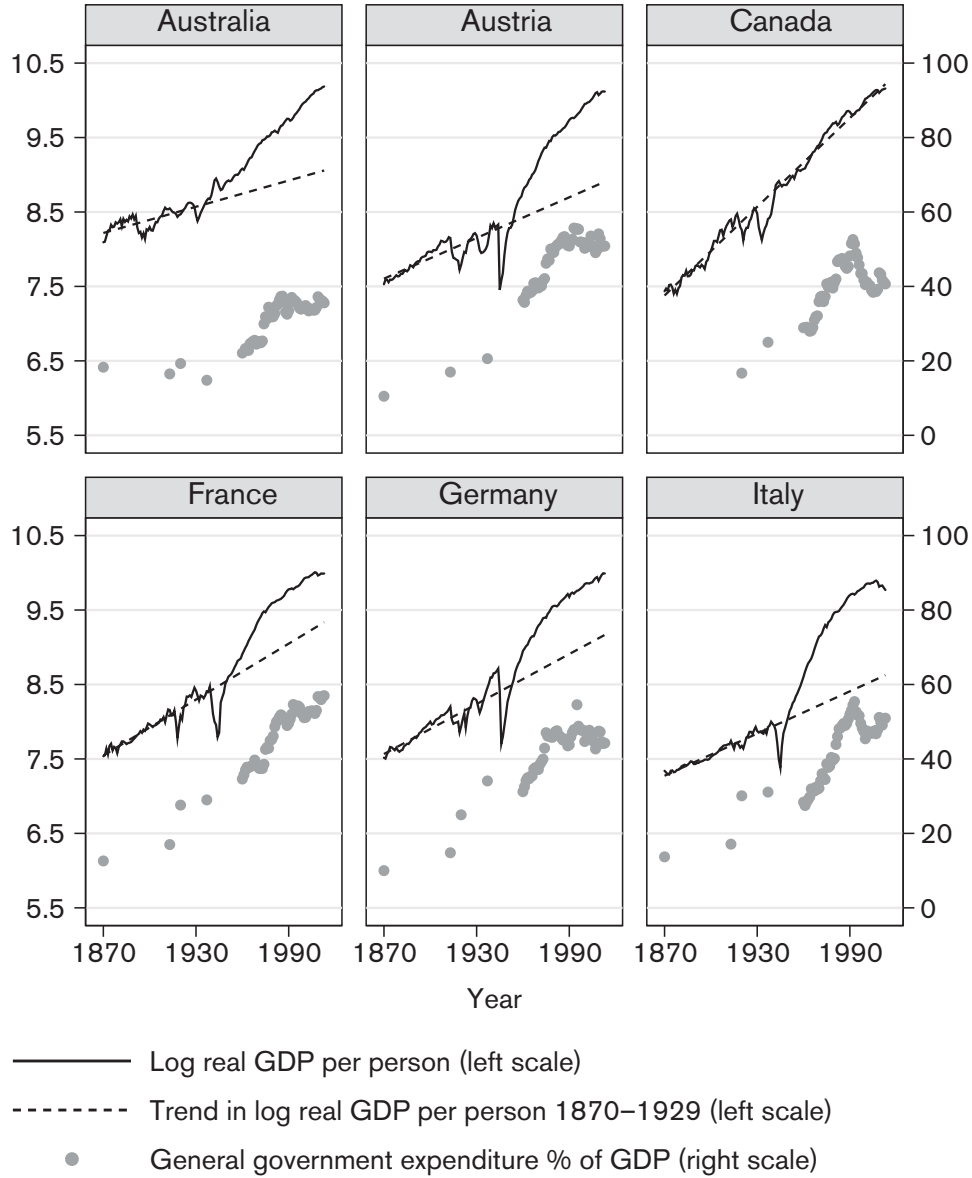 Australia Austria Canada
10.5 100
9.5 80
8.5 60
7.5 40
6.5 20
5.5 0
France Germany Italy
10.5 100
9.5 80
8.5 60
7.5 40
6.5 20
5.5 0
1870 1930 1990 1870 1930 1990 1870 1930 1990
Year
Log real GDP per person (left scale)
Trend in log real GDP per person 1870–1929 (left scale)
General government expenditure % of GDP (right scale)